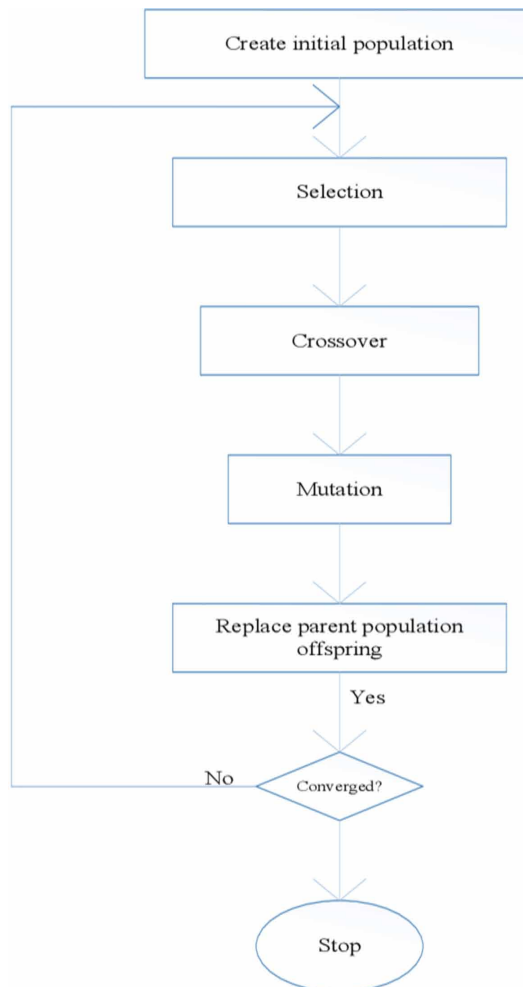 Create initial population
Selection
Crossover
Mutation
Replace parent population
offspring
Yes
No
Converged?
Stop